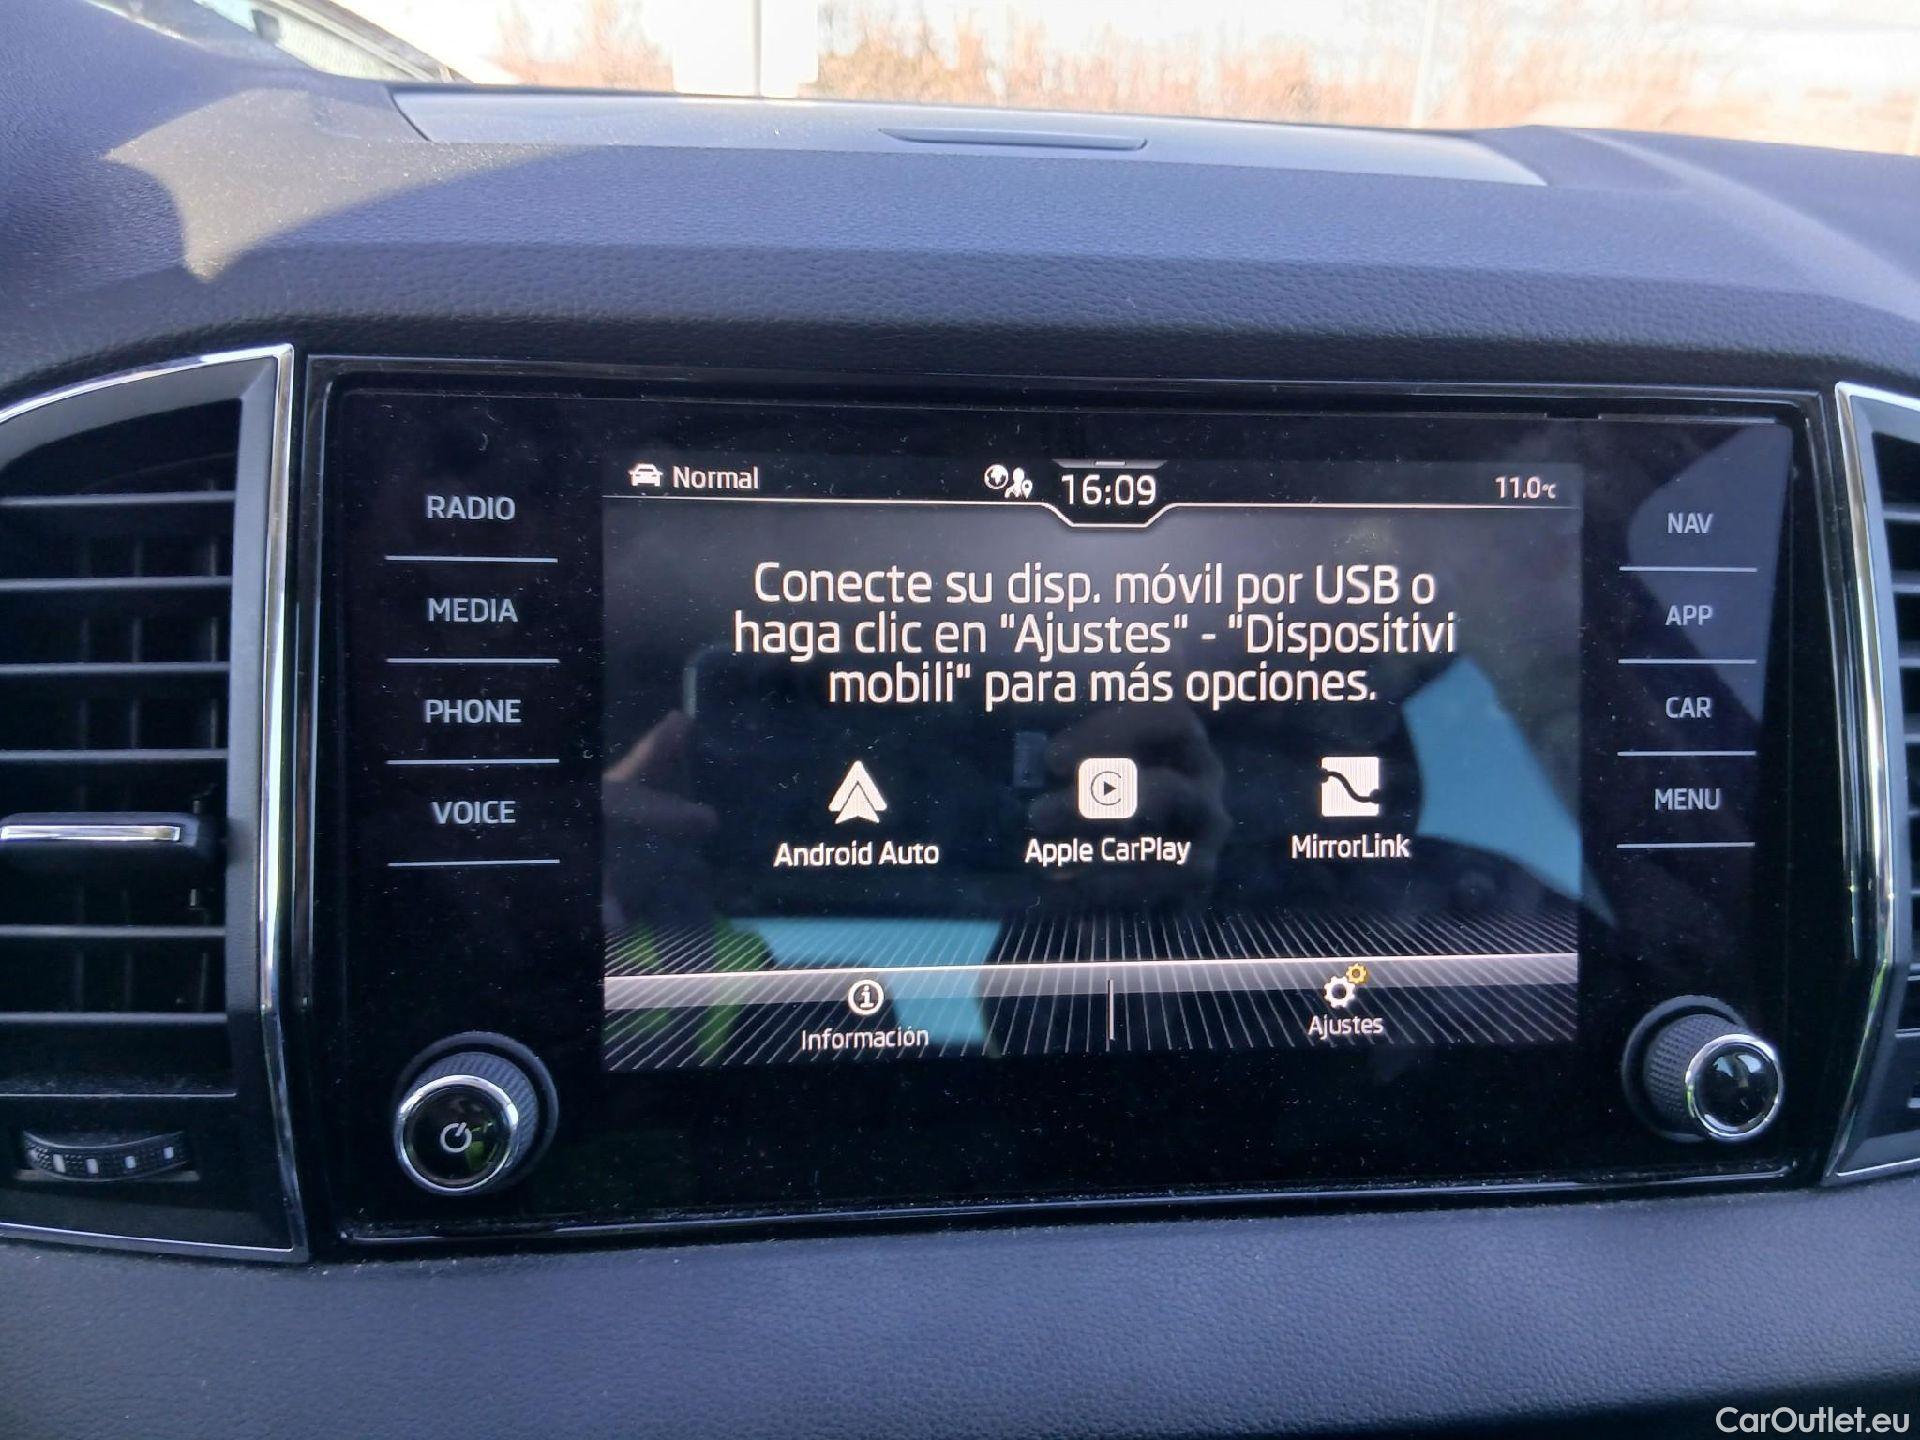 Normal
16:09
11.0°C
RADIO
MEDIA
PHONE
VOICE
Conecte su disp. móvil por USB o
haga clic en "Ajustes" - "Dispositivi
mobili" para más opciones.
Android Auto
Apple CarPlay
MirrorLink
Información
Ajustes
NAV
APP
CAR
MENU
CarOutlet.eu